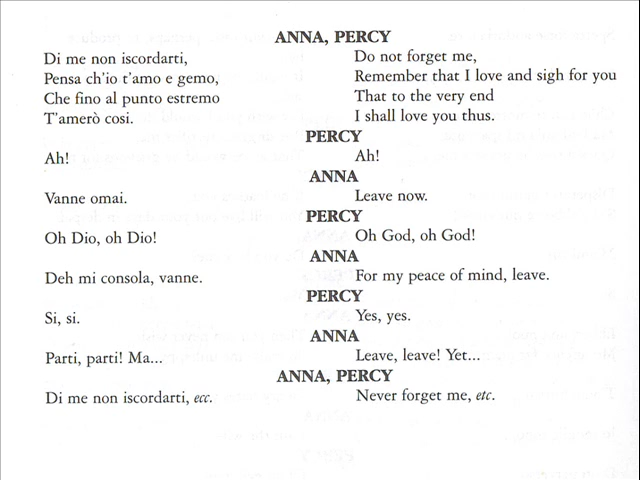 ANNA, PERCY
Di me non iscordarti, Do not forget me,
Pensa ch'io t'amo e gemo, Remember that I love and sigh for you
Che fino al punto estremo That to the very end
T'amerò cosi. I shall love you thus.
PERCY
Ah! Ah!
ANNA
Vanne omai. Leave now.
PERCY
Oh Dio, oh Dio! Oh God, oh God!
ANNA
Deh mi consola, vanne. For my peace of mind, leave.
PERCY
Si, si. Yes, yes.
ANNA
Parti, parti! Ma... Leave, leave! Yet...
ANNA, PERCY
Di me non iscordarti, ecc. Never forget me, etc.